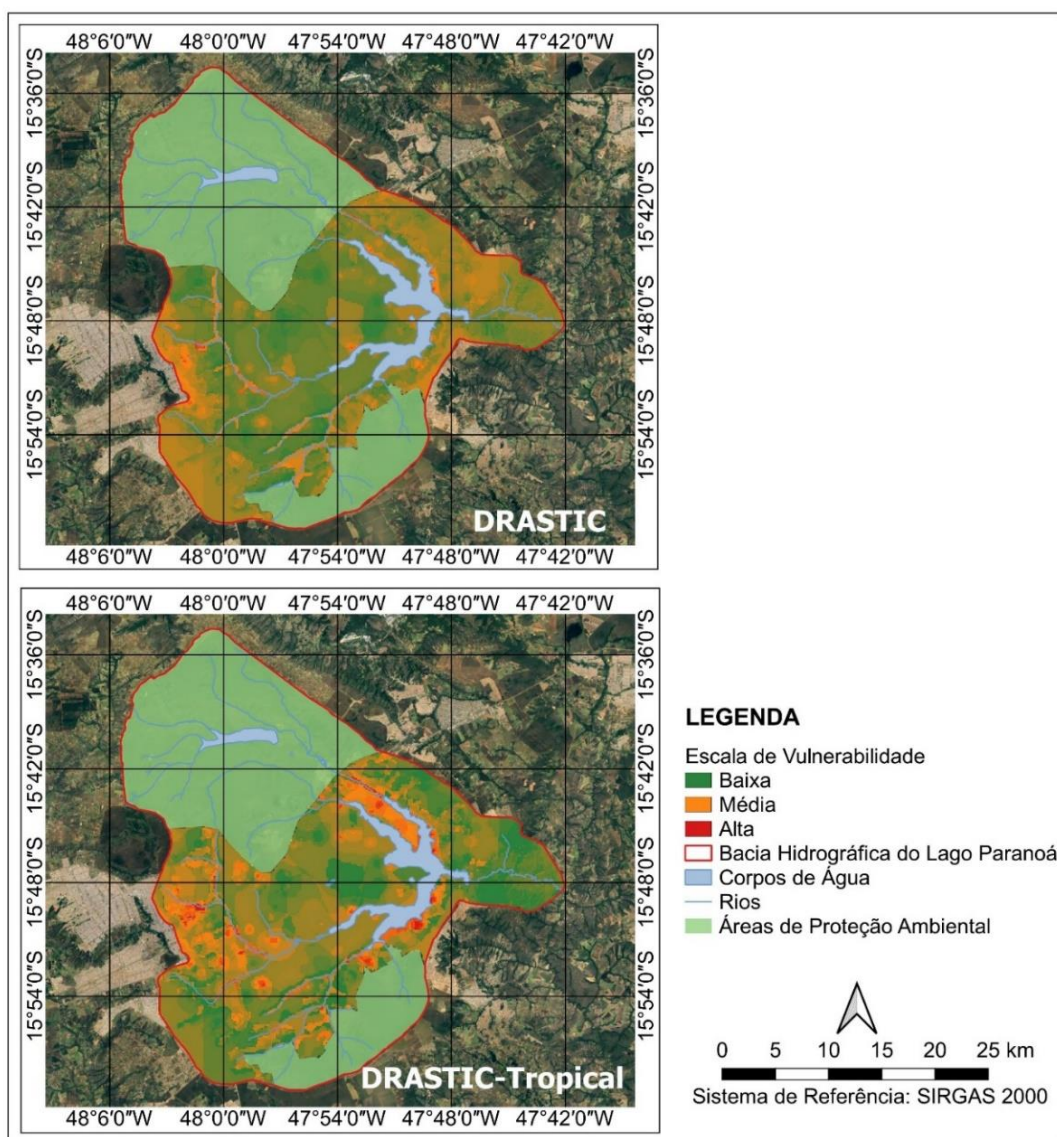 48°6′0″W 48°0′0″W 47°54′0″W 47°48′0″W 47°42′0″W
15°36′0″S 15°36′0″S
15°42′0″S 15°42′0″S
15°48′0″S 15°48′0″S
15°54′0″S 15°54′0″S
DRASTIC
48°6′0″W 48°0′0″W 47°54′0″W 47°48′0″W 47°42′0″W
48°6′0″W 48°0′0″W 47°54′0″W 47°48′0″W 47°42′0″W
15°36′0″S 15°36′0″S
15°42′0″S 15°42′0″S
15°48′0″S 15°48′0″S
15°54′0″S 15°54′0″S
DRASTIC-Tropical
48°6′0″W 48°0′0″W 47°54′0″W 47°48′0″W 47°42′0″W
LEGENDA
Escala de Vulnerabilidade
Baixa
Média
Alta
Bacia Hidrográfica do Lago Paranoá
Corpos de Água
Rios
Áreas de Proteção Ambiental
0 5 10 15 20 25 km
Sistema de Referência: SIRGAS 2000